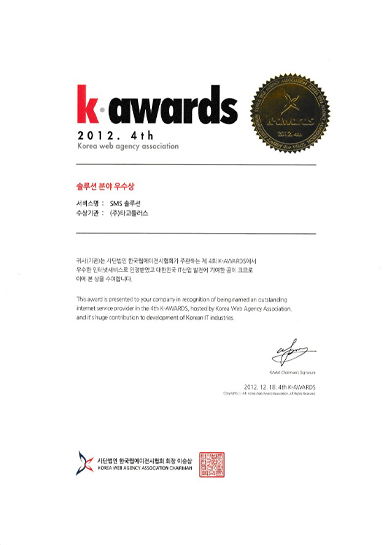 k·awards
2012. 4th
Korea web agency association
K-AWARDS
2012. 4th
솔루션 분야 우수상
서비스명 : SMS 솔루션
수상기관 : (주)타고플러스
귀사(기관)는 사단법인 한국웹에이전시협회가 주관하는 제 4회 K-AWARDS에서
우수한 인터넷서비스로 인정받았고 대한민국 IT산업 발전에 기여한 공이 크므로
이에 본 상을 수여합니다.
This award is presented to your company in recognition of being named an outstanding
internet service provider in the 4th K-AWARDS, hosted by Korea Web Agency Association,
and it's huge contribution to development of Korean IT industries.
Chairman Signature
2012. 12. 18. 4th K-AWARDS
사단법인 한국웹에이전시협회 회장 이승상
KOREA WEB AGENCY ASSOCIATION CHAIRMAN